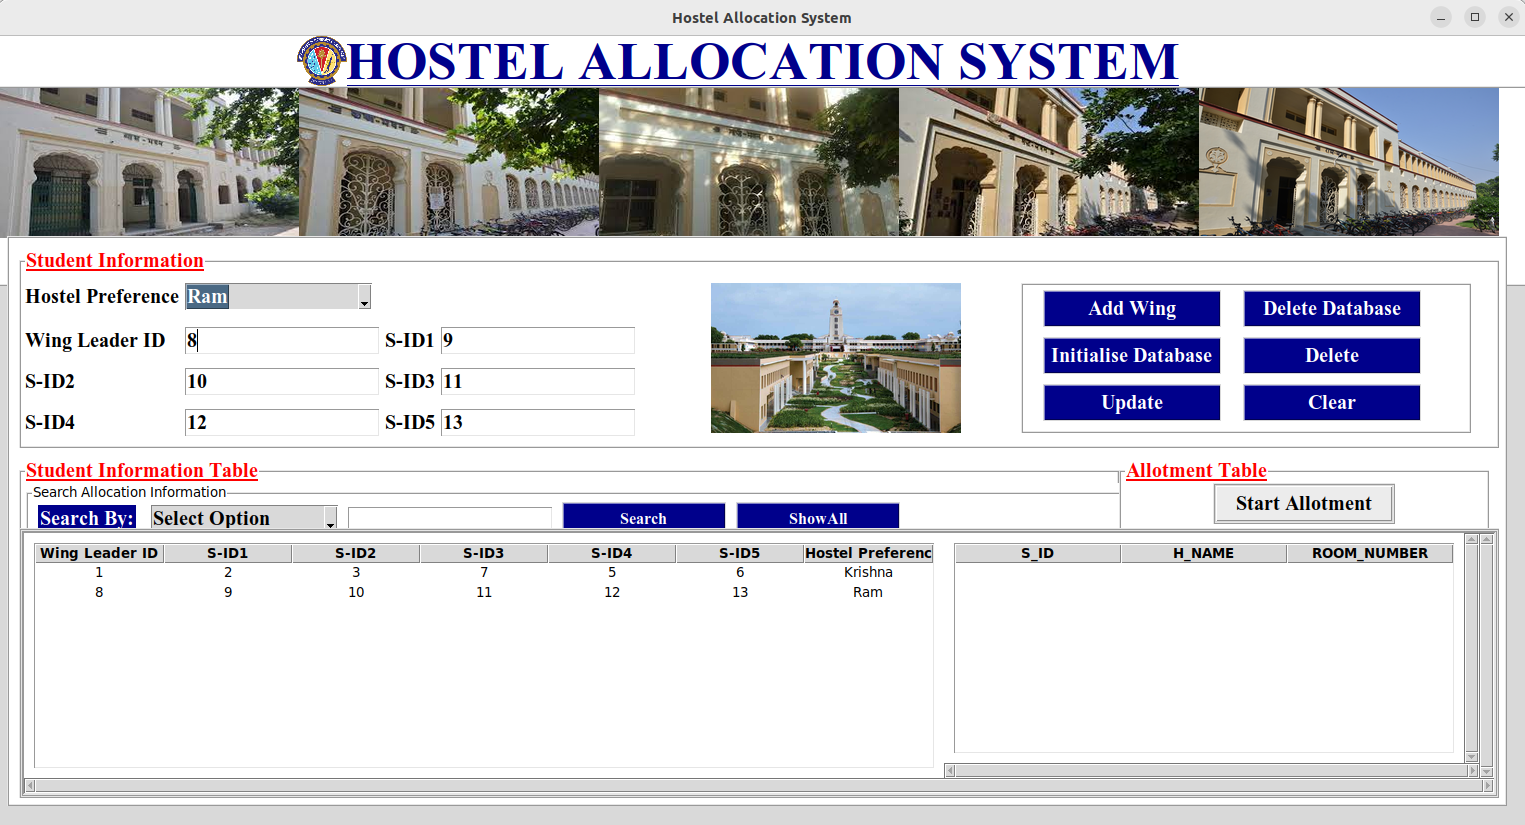 Hostel Allocation System
HOSTEL ALLOCATION SYSTEM
Student Information
Hostel Preference Ram
Wing Leader ID 8 S-ID1 9
S-ID2 10 S-ID3 11
S-ID4 12 S-ID5 13
Add Wing Delete Database
Initialise Database Delete
Update Clear
Student Information Table
Search Allocation Information
Search By: Select Option Search ShowAll
Allotment Table
Start Allotment
Wing Leader ID S-ID1 S-ID2 S-ID3 S-ID4 S-ID5 Hostel Preferenc
1 2 3 7 5 6 Krishna
8 9 10 11 12 13 Ram
S_ID H_NAME ROOM_NUMBER